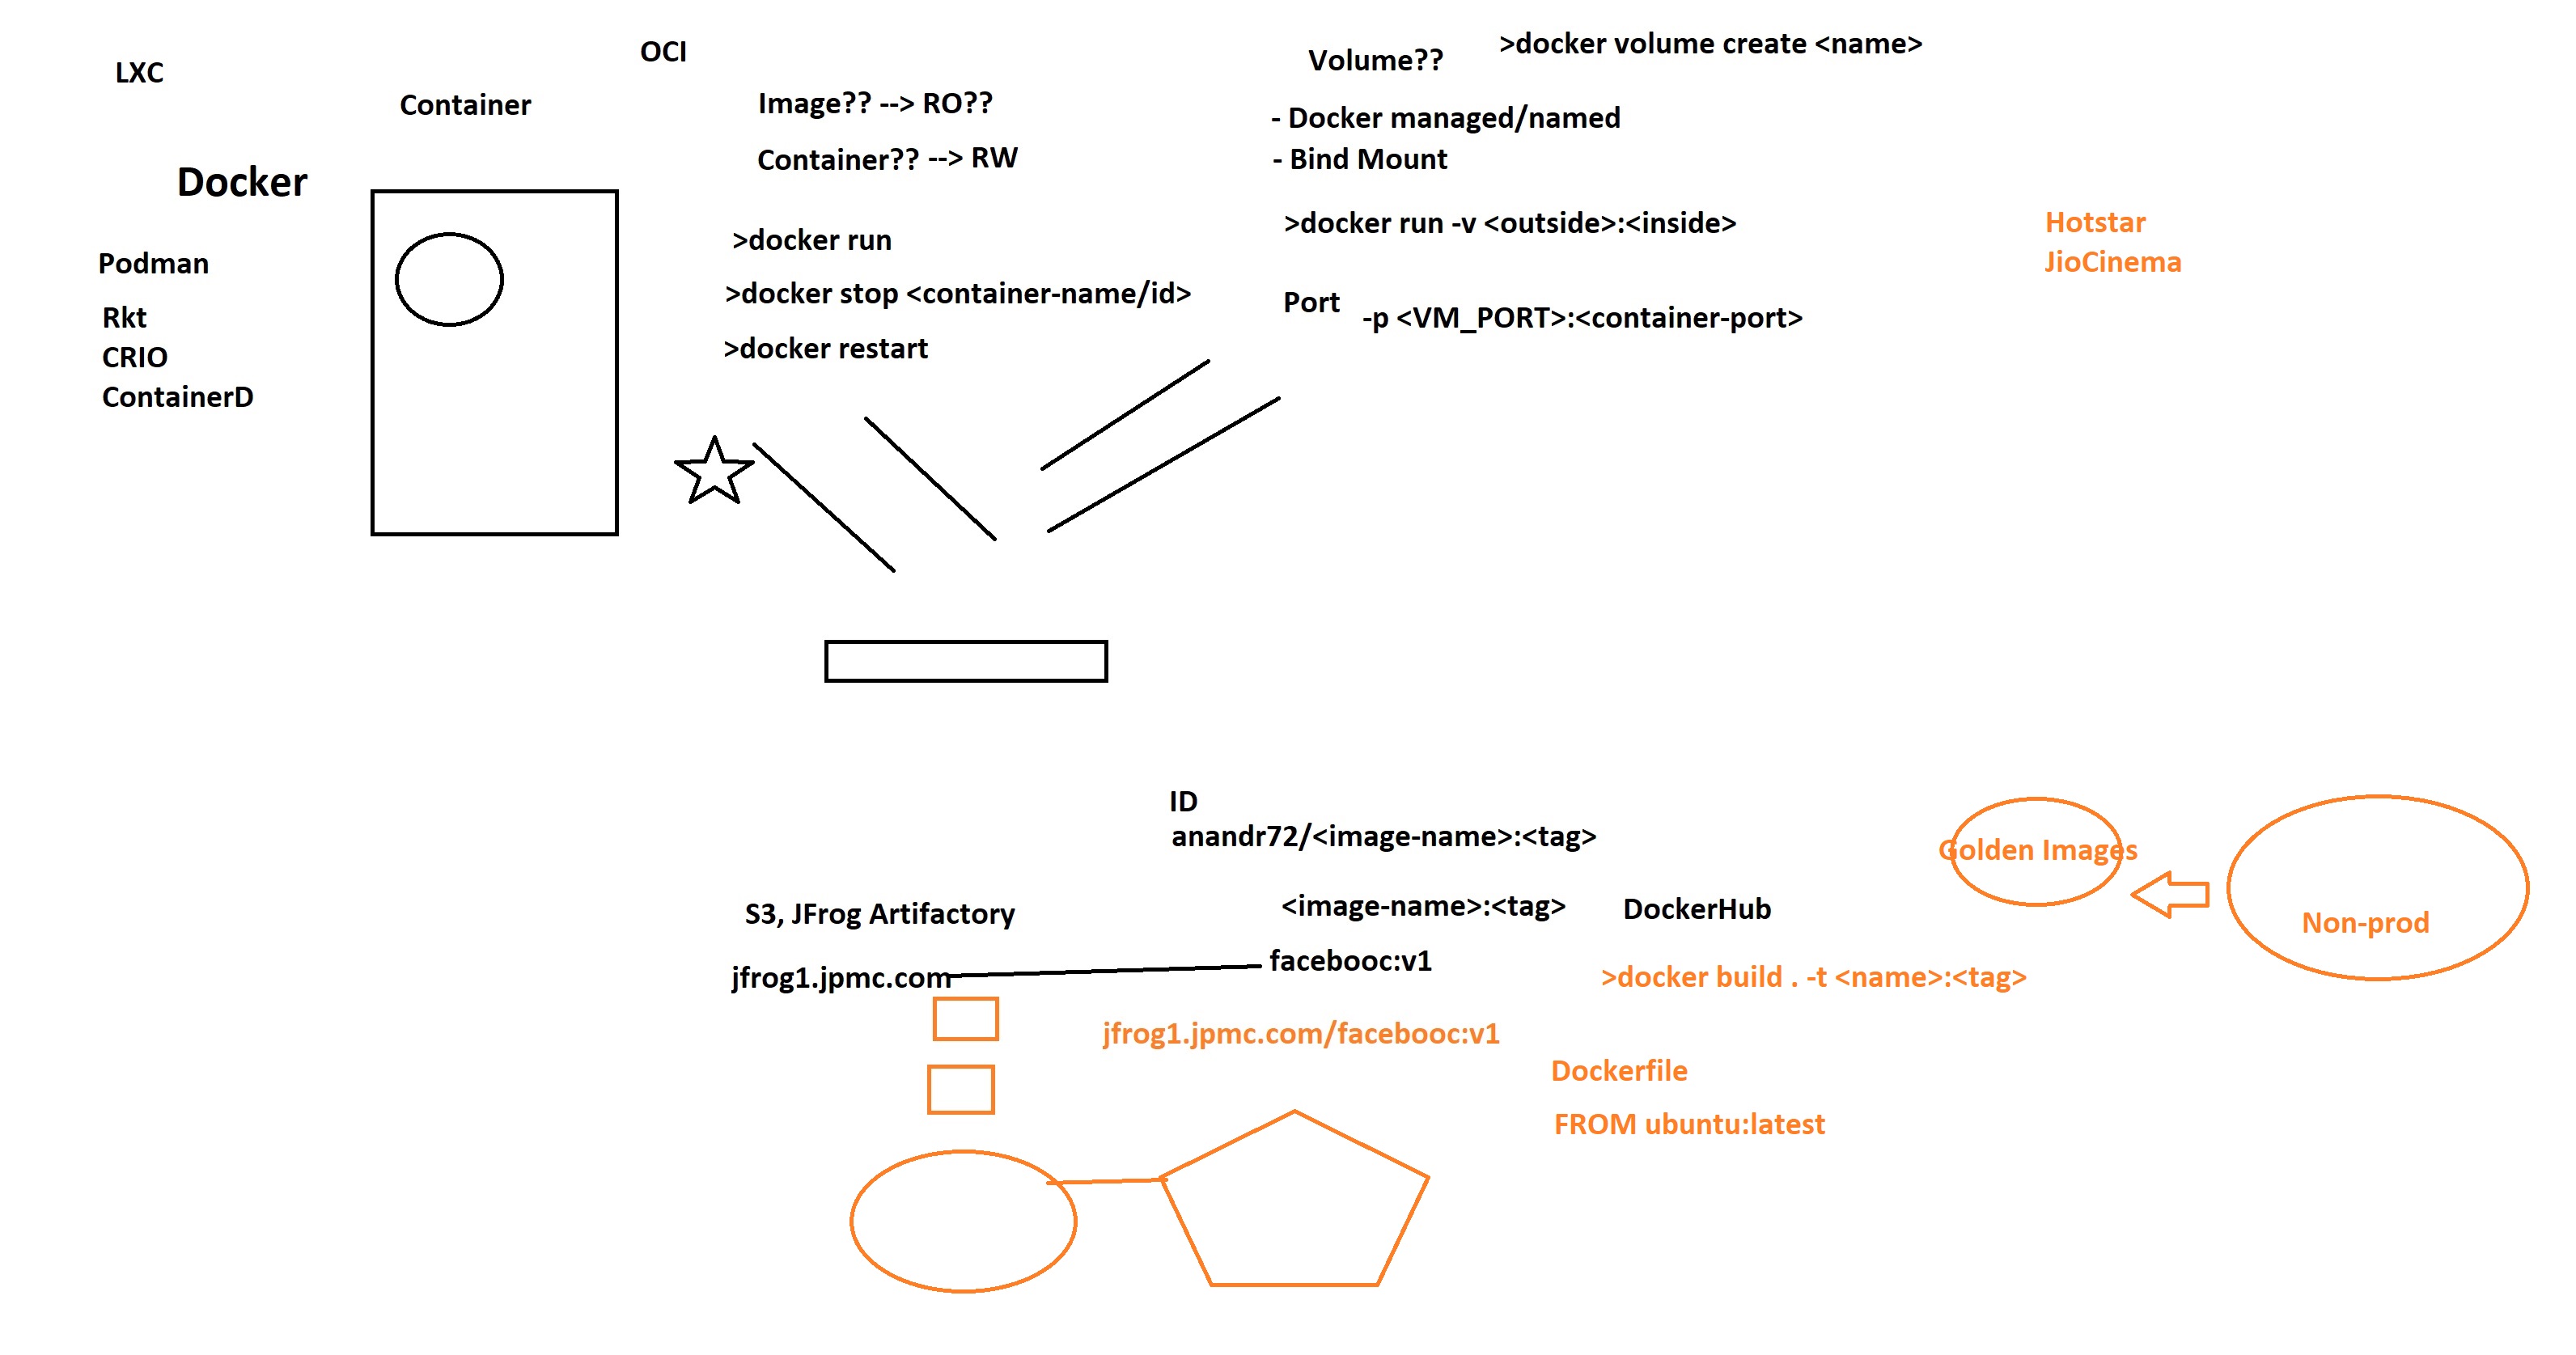 LXC
Container
Docker
Podman
Rkt
CRIO
ContainerD
OCI
Image?? --> RO??
Container?? --> RW
>docker run
>docker stop <container-name/id>
>docker restart
Volume??
>docker volume create <name>
- Docker managed/named
- Bind Mount
>docker run -v <outside>:<inside>
Port
-p <VM_PORT>:<container-port>
Hotstar
JioCinema
ID
anandr72/<image-name>:<tag>
S3, JFrog Artifactory
<image-name>:<tag>
DockerHub
jfrog1.jpmc.com
facebooc:v1
>docker build . -t <name>:<tag>
jfrog1.jpmc.com/facebooc:v1
Dockerfile
FROM ubuntu:latest
Golden Images
Non-prod